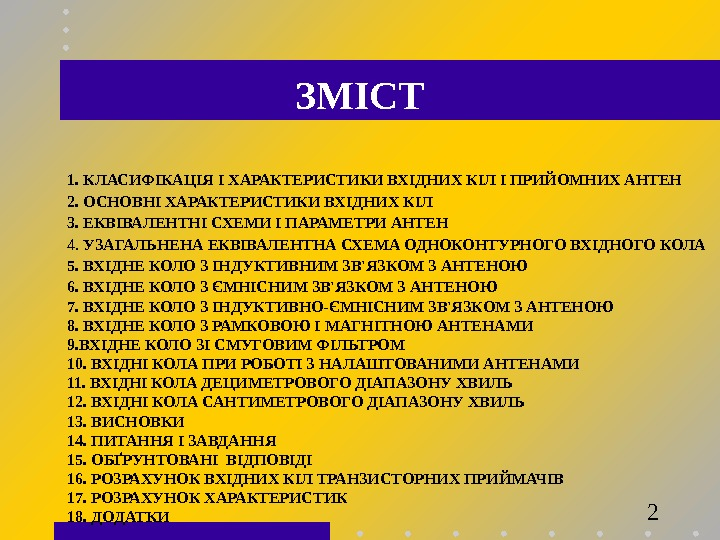 ЗМІСТ
1. КЛАСИФІКАЦІЯ І ХАРАКТЕРИСТИКИ ВХІДНИХ КІЛ І ПРИЙОМНИХ АНТЕН
2. ОСНОВНІ ХАРАКТЕРИСТИКИ ВХІДНИХ КІЛ
3. ЕКВІВАЛЕНТНІ СХЕМИ І ПАРАМЕТРИ АНТЕН
4. УЗАГАЛЬНЕНА ЕКВІВАЛЕНТНА СХЕМА ОДНОКОНТУРНОГО ВХІДНОГО КОЛА
5. ВХІДНЕ КОЛО З ІНДУКТИВНИМ ЗВ'ЯЗКОМ З АНТЕНОЮ
6. ВХІДНЕ КОЛО З ЄМНІСНИМ ЗВ'ЯЗКОМ З АНТЕНОЮ
7. ВХІДНЕ КОЛО З ІНДУКТИВНО-ЄМНІСНИМ ЗВ'ЯЗКОМ З АНТЕНОЮ
8. ВХІДНЕ КОЛО З РАМКОВОЮ І МАГНІТНОЮ АНТЕНАМИ
9.ВХІДНЕ КОЛО ЗІ СМУГОВИМ ФІЛЬТРОМ
10. ВХІДНІ КОЛА ПРИ РОБОТІ З НАЛАШТОВАНИМИ АНТЕНАМИ
11. ВХІДНІ КОЛА ДЕЦИМЕТРОВОГО ДІАПАЗОНУ ХВИЛЬ
12. ВХІДНІ КОЛА САНТИМЕТРОВОГО ДІАПАЗОНУ ХВИЛЬ
13. ВИСНОВКИ
14. ПИТАННЯ І ЗАВДАННЯ
15. ОБҐРУНТОВАНІ ВІДПОВІДІ
16. РОЗРАХУНОК ВХІДНИХ КІЛ ТРАНЗИСТОРНИХ ПРИЙМАЧІВ
17. РОЗРАХУНОК ХАРАКТЕРИСТИК
18. ДОДАТКИ
2